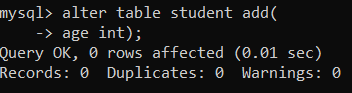 mysql> alter table student add(
    -> age int);
Query OK, 0 rows affected (0.01 sec)
Records: 0  Duplicates: 0  Warnings: 0